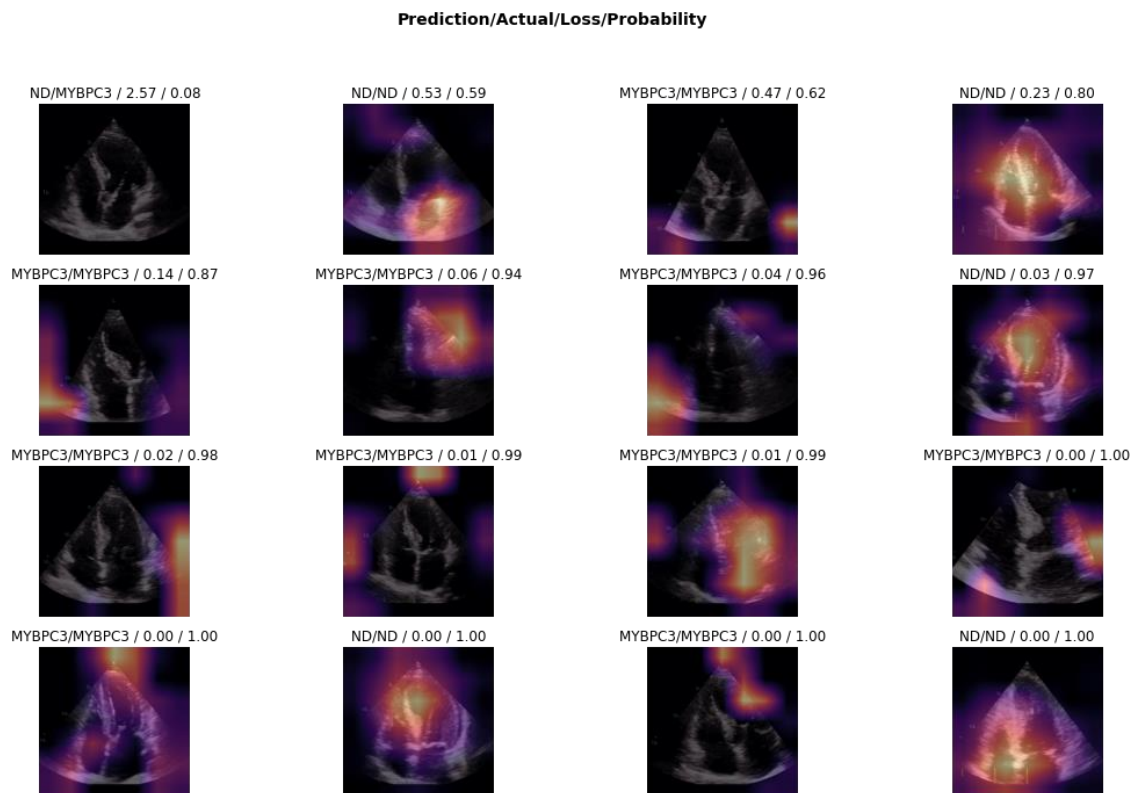 Prediction/Actual/Loss/Probability
ND/MYBPC3 / 2.57 / 0.08
ND/ND / 0.53 / 0.59
MYBPC3/MYBPC3 / 0.47 / 0.62
ND/ND / 0.23 / 0.80
MYBPC3/MYBPC3 / 0.14 / 0.87
MYBPC3/MYBPC3 / 0.06 / 0.94
MYBPC3/MYBPC3 / 0.04 / 0.96
ND/ND / 0.03 / 0.97
MYBPC3/MYBPC3 / 0.02 / 0.98
MYBPC3/MYBPC3 / 0.01 / 0.99
MYBPC3/MYBPC3 / 0.01 / 0.99
MYBPC3/MYBPC3 / 0.00 / 1.00
MYBPC3/MYBPC3 / 0.00 / 1.00
ND/ND / 0.00 / 1.00
MYBPC3/MYBPC3 / 0.00 / 1.00
ND/ND / 0.00 / 1.00